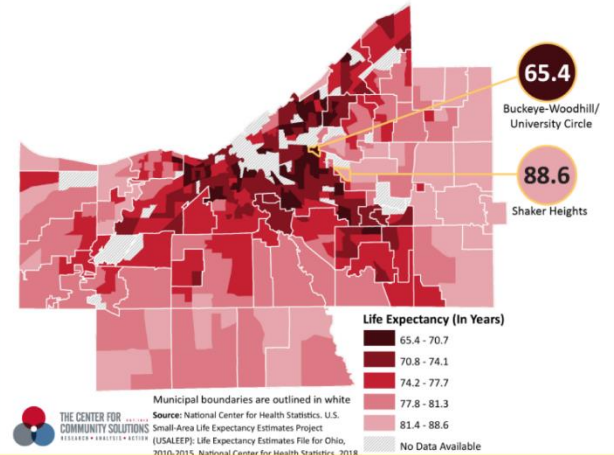 65.4
Buckeye-Woodhill/
University Circle
88.6
Shaker Heights
Life Expectancy (In Years)
65.4 - 70.7
70.8 - 74.1
74.2 - 77.7
77.8 - 81.3
81.4 - 88.6
No Data Available
Municipal boundaries are outlined in white
Source: National Center for Health Statistics. U.S.
Small-Area Life Expectancy Estimates Project
(USALEEP): Life Expectancy Estimates File for Ohio,
2010-2015. National Center for Health Statistics. 2018
THE CENTER FOR
COMMUNITY SOLUTIONS
RESEARCH • ANALYSIS • ACTION